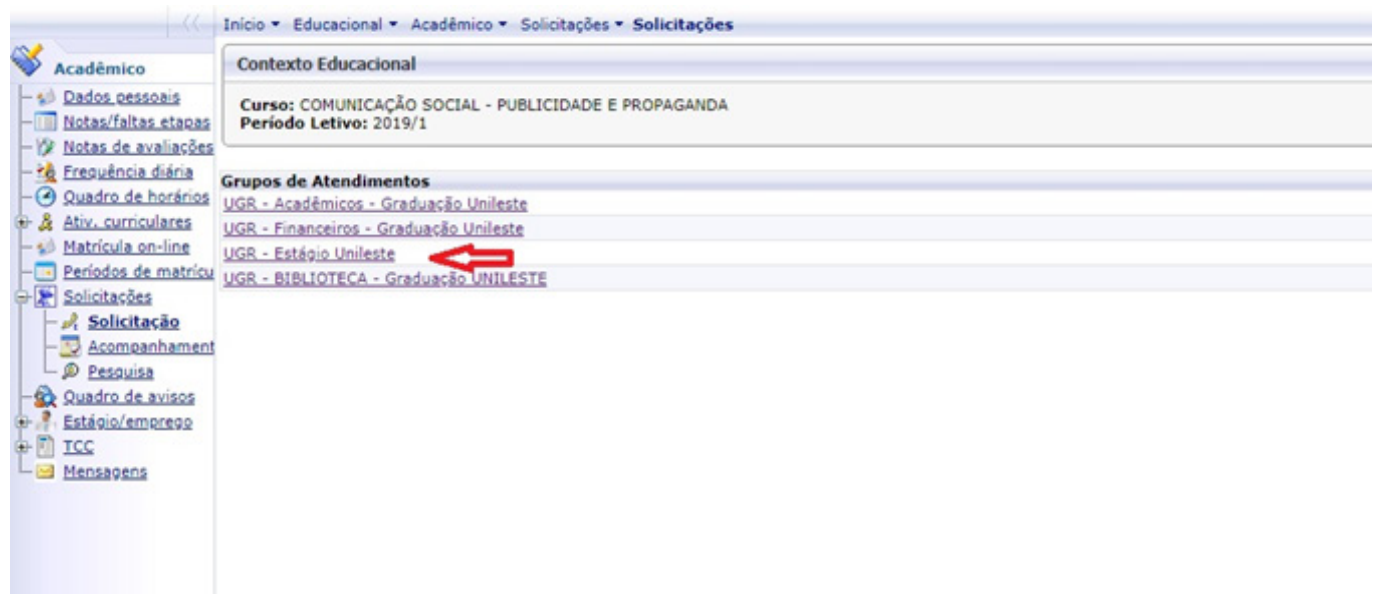 Início Educacional Acadêmico Solicitações Solicitações
Acadêmico
Dados pessoais
Notas/faltas etapas
Notas de avaliações
Frequência diária
Quadro de horários
Ativ. curriculares
Matrícula on-line
Períodos de matrícu
Solicitações
Solicitação
Acompanhament
Pesquisa
Quadro de avisos
Estágio/emprego
TCC
Mensagens
Contexto Educacional
Curso: COMUNICAÇÃO SOCIAL - PUBLICIDADE E PROPAGANDA
Período Letivo: 2019/1
Grupos de Atendimentos
UGR - Acadêmicos - Graduação Unileste
UGR - Financeiros - Graduação Unileste
UGR - Estágio Unileste
UGR - BIBLIOTECA - Graduação UNILESTE